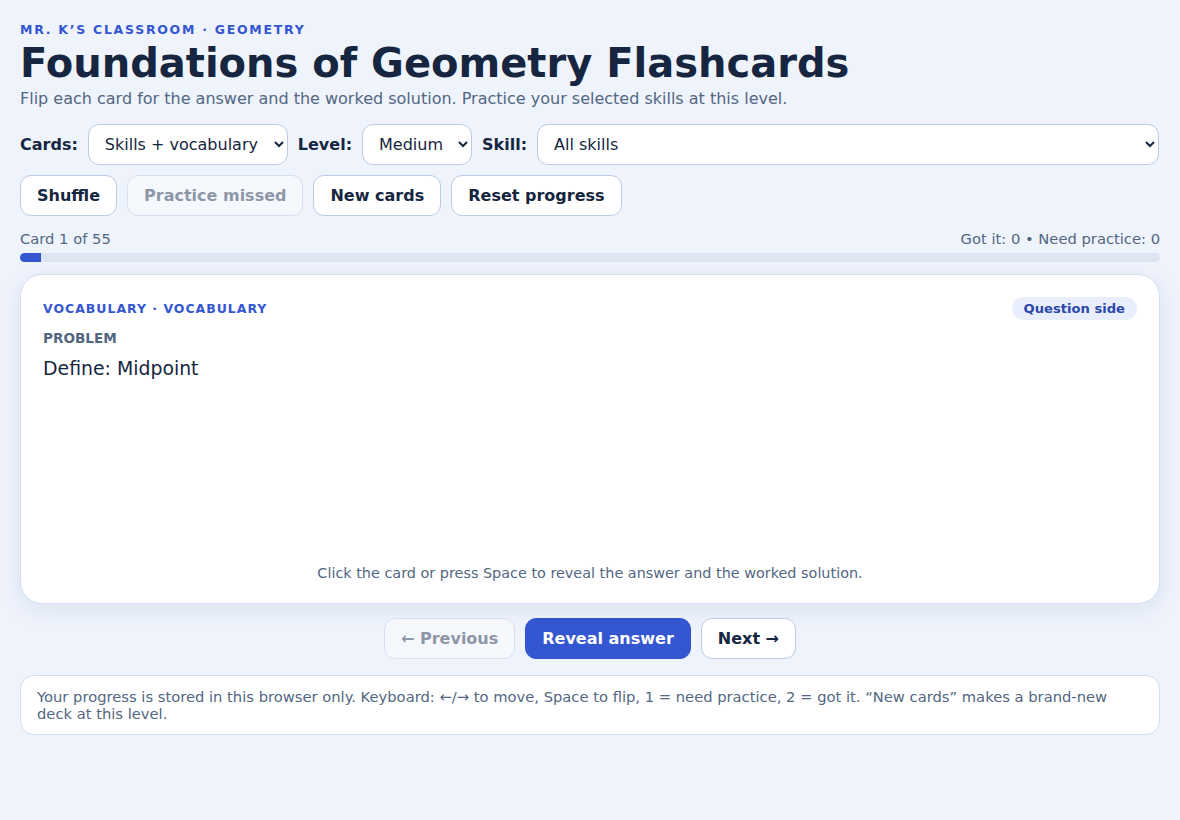 MR. K’S CLASSROOM · GEOMETRY
Foundations of Geometry Flashcards
Flip each card for the answer and the worked solution. Practice your selected skills at this level.
Cards: Skills + vocabulary Level: Medium Skill: All skills
Shuffle Practice missed New cards Reset progress
Card 1 of 55 Got it: 0 • Need practice: 0
VOCABULARY · VOCABULARY Question side
PROBLEM
Define: Midpoint
Click the card or press Space to reveal the answer and the worked solution.
← Previous Reveal answer Next →
Your progress is stored in this browser only. Keyboard: ←/→ to move, Space to flip, 1 = need practice, 2 = got it. “New cards” makes a brand-new
deck at this level.